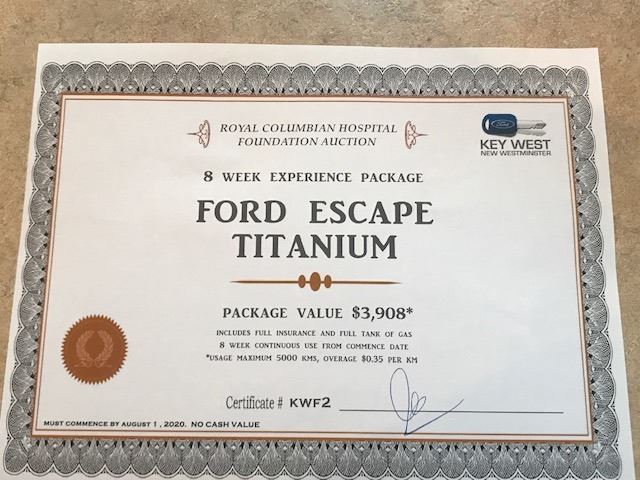 ROYAL COLUMBIAN HOSPITAL
FOUNDATION AUCTION
Ford
KEY WEST
NEW WESTMINSTER
8 WEEK EXPERIENCE PACKAGE
FORD ESCAPE
TITANIUM
PACKAGE VALUE $3,908*
INCLUDES FULL INSURANCE AND FULL TANK OF GAS
8 WEEK CONTINUOUS USE FROM COMMENCE DATE
*USAGE MAXIMUM 5000 KMS, OVERAGE $0.35 PER KM
Certificate # KWF2
MUST COMMENCE BY AUGUST 1, 2020. NO CASH VALUE